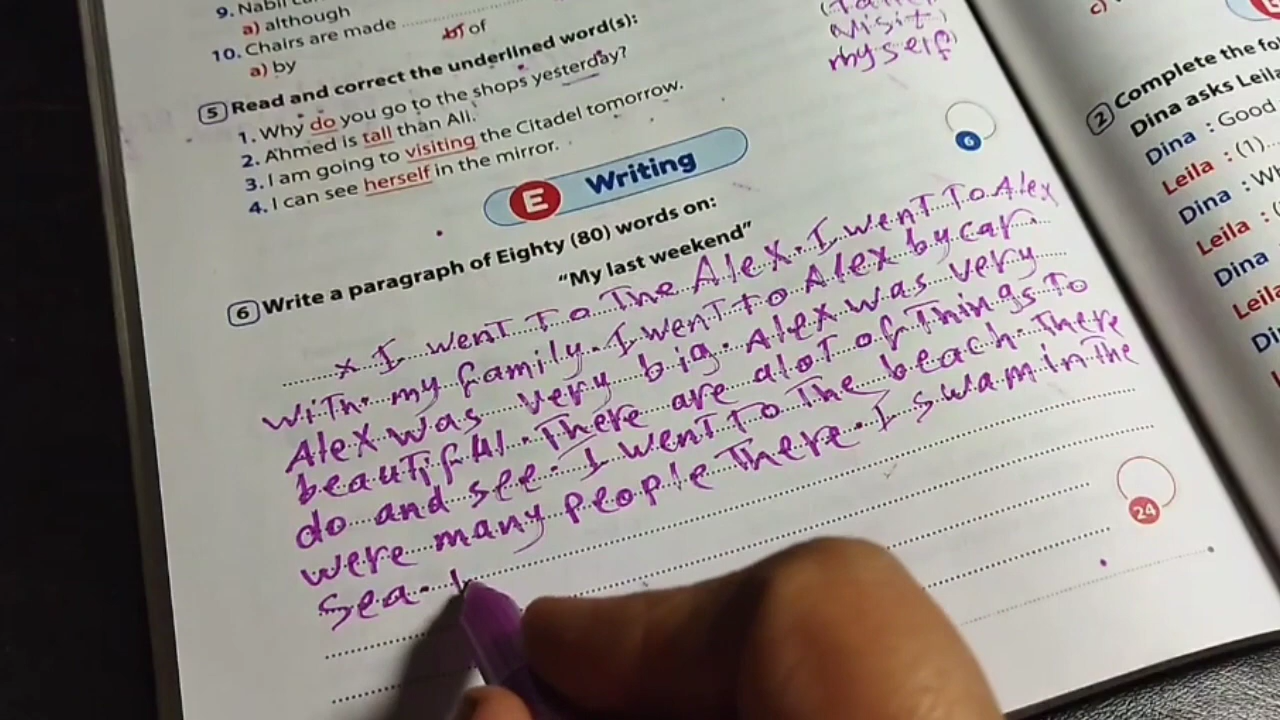 9. Nabil
a) although
10. Chairs are made
a) by b) of
5 Read and correct the underlined word(s):
1. Why do you go to the shops yesterday?
2. Ahmed is tall than Ali.
3. I am going to visiting the Citadel tomorrow.
4. I can see herself in the mirror.
visit
myself
6
E Writing
6 Write a paragraph of Eighty (80) words on:
"My last weekend"
x I went To The Alex. I went To Alex
with my family. I went to Alex by car.
Alex was very big. Alex was very
beautiful. There are alot of Things To
do and see. I went To The beach. There
were many people There. I swam in The
sea.
24
c)
2 Complete the fo
Dina asks Leila
Dina : Good
Leila : (1)
Dina : Wh
Leila : (
Dina
Leila
Di